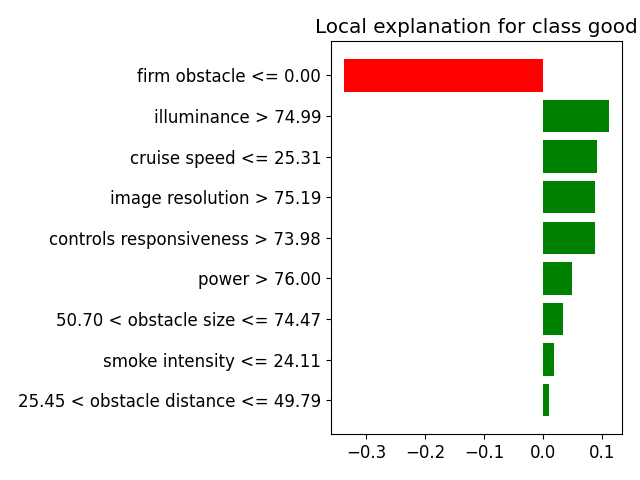 Local explanation for class good
firm obstacle <= 0.00
illuminance > 74.99
cruise speed <= 25.31
image resolution > 75.19
controls responsiveness > 73.98
power > 76.00
50.70 < obstacle size <= 74.47
smoke intensity <= 24.11
25.45 < obstacle distance <= 49.79
−0.3 −0.2 −0.1 0.0 0.1